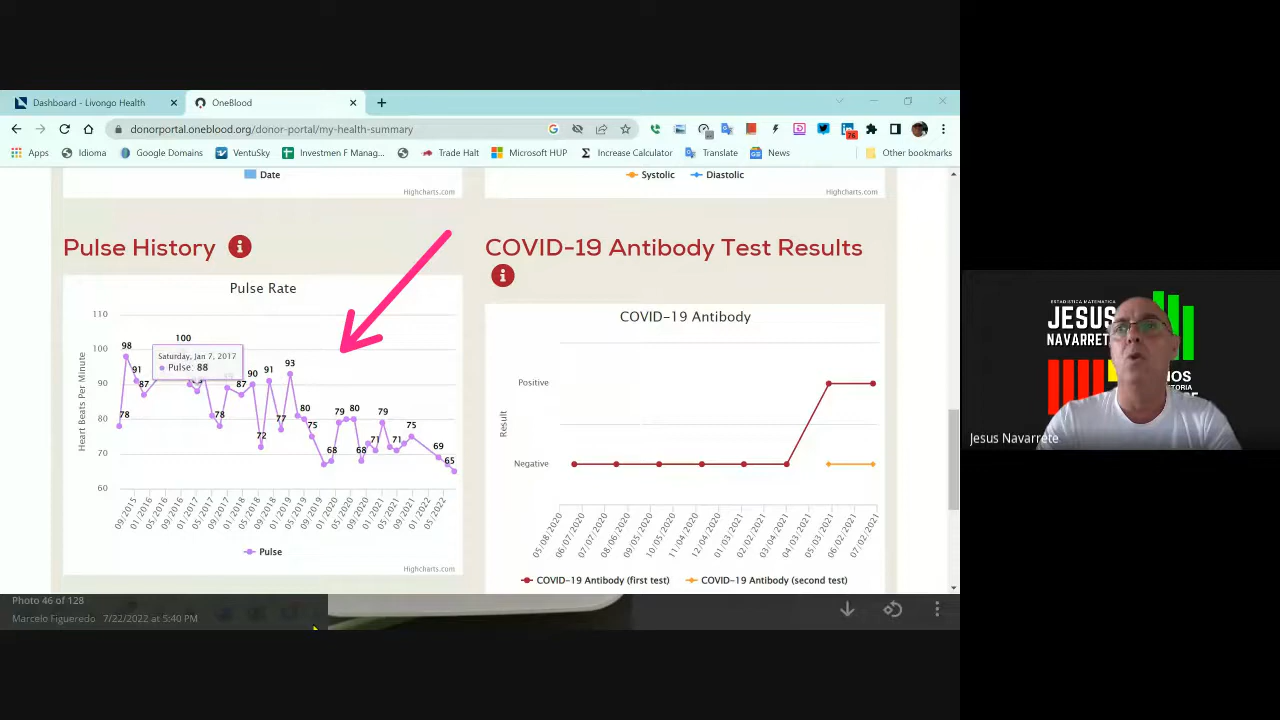 Dashboard - Livongo Health
OneBlood
donorportal.oneblood.org/donor-portal/my-health-summary
76
Apps Idioma Google Domains VentuSky Investmen F Manag... Trade Halt Microsoft HUP Increase Calculator Translate News Other bookmarks
Date
Highcharts.com
Systolic Diastolic
Highcharts.com
Pulse History
COVID-19 Antibody Test Results
Pulse Rate
Heart Beats Per Minute
110
100
90
80
70
60
78
98
91
87
100
Saturday, Jan 7, 2017
Pulse: 88
78
87
90
72
91
77
93
80
75
68
79
80
68
71
79
71
75
69
65
09/2015
01/2016
05/2016
09/2016
01/2017
05/2017
09/2017
01/2018
05/2018
09/2018
01/2019
05/2019
09/2019
01/2020
05/2020
09/2020
01/2021
05/2021
09/2021
01/2022
05/2022
Pulse
Highcharts.com
COVID-19 Antibody
Result
Positive
Negative
05/08/2020
06/07/2020
07/07/2020
08/06/2020
09/05/2020
10/05/2020
11/04/2020
12/04/2020
01/03/2021
02/02/2021
03/04/2021
04/03/2021
05/03/2021
06/02/2021
07/02/2021
COVID-19 Antibody (first test) COVID-19 Antibody (second test)
Photo 46 of 128
Marcelo Figueredo 7/22/2022 at 5:40 PM
ESTADISTICA MATEMATICA
JESUS
NAVARRETE
Jesus Navarrete